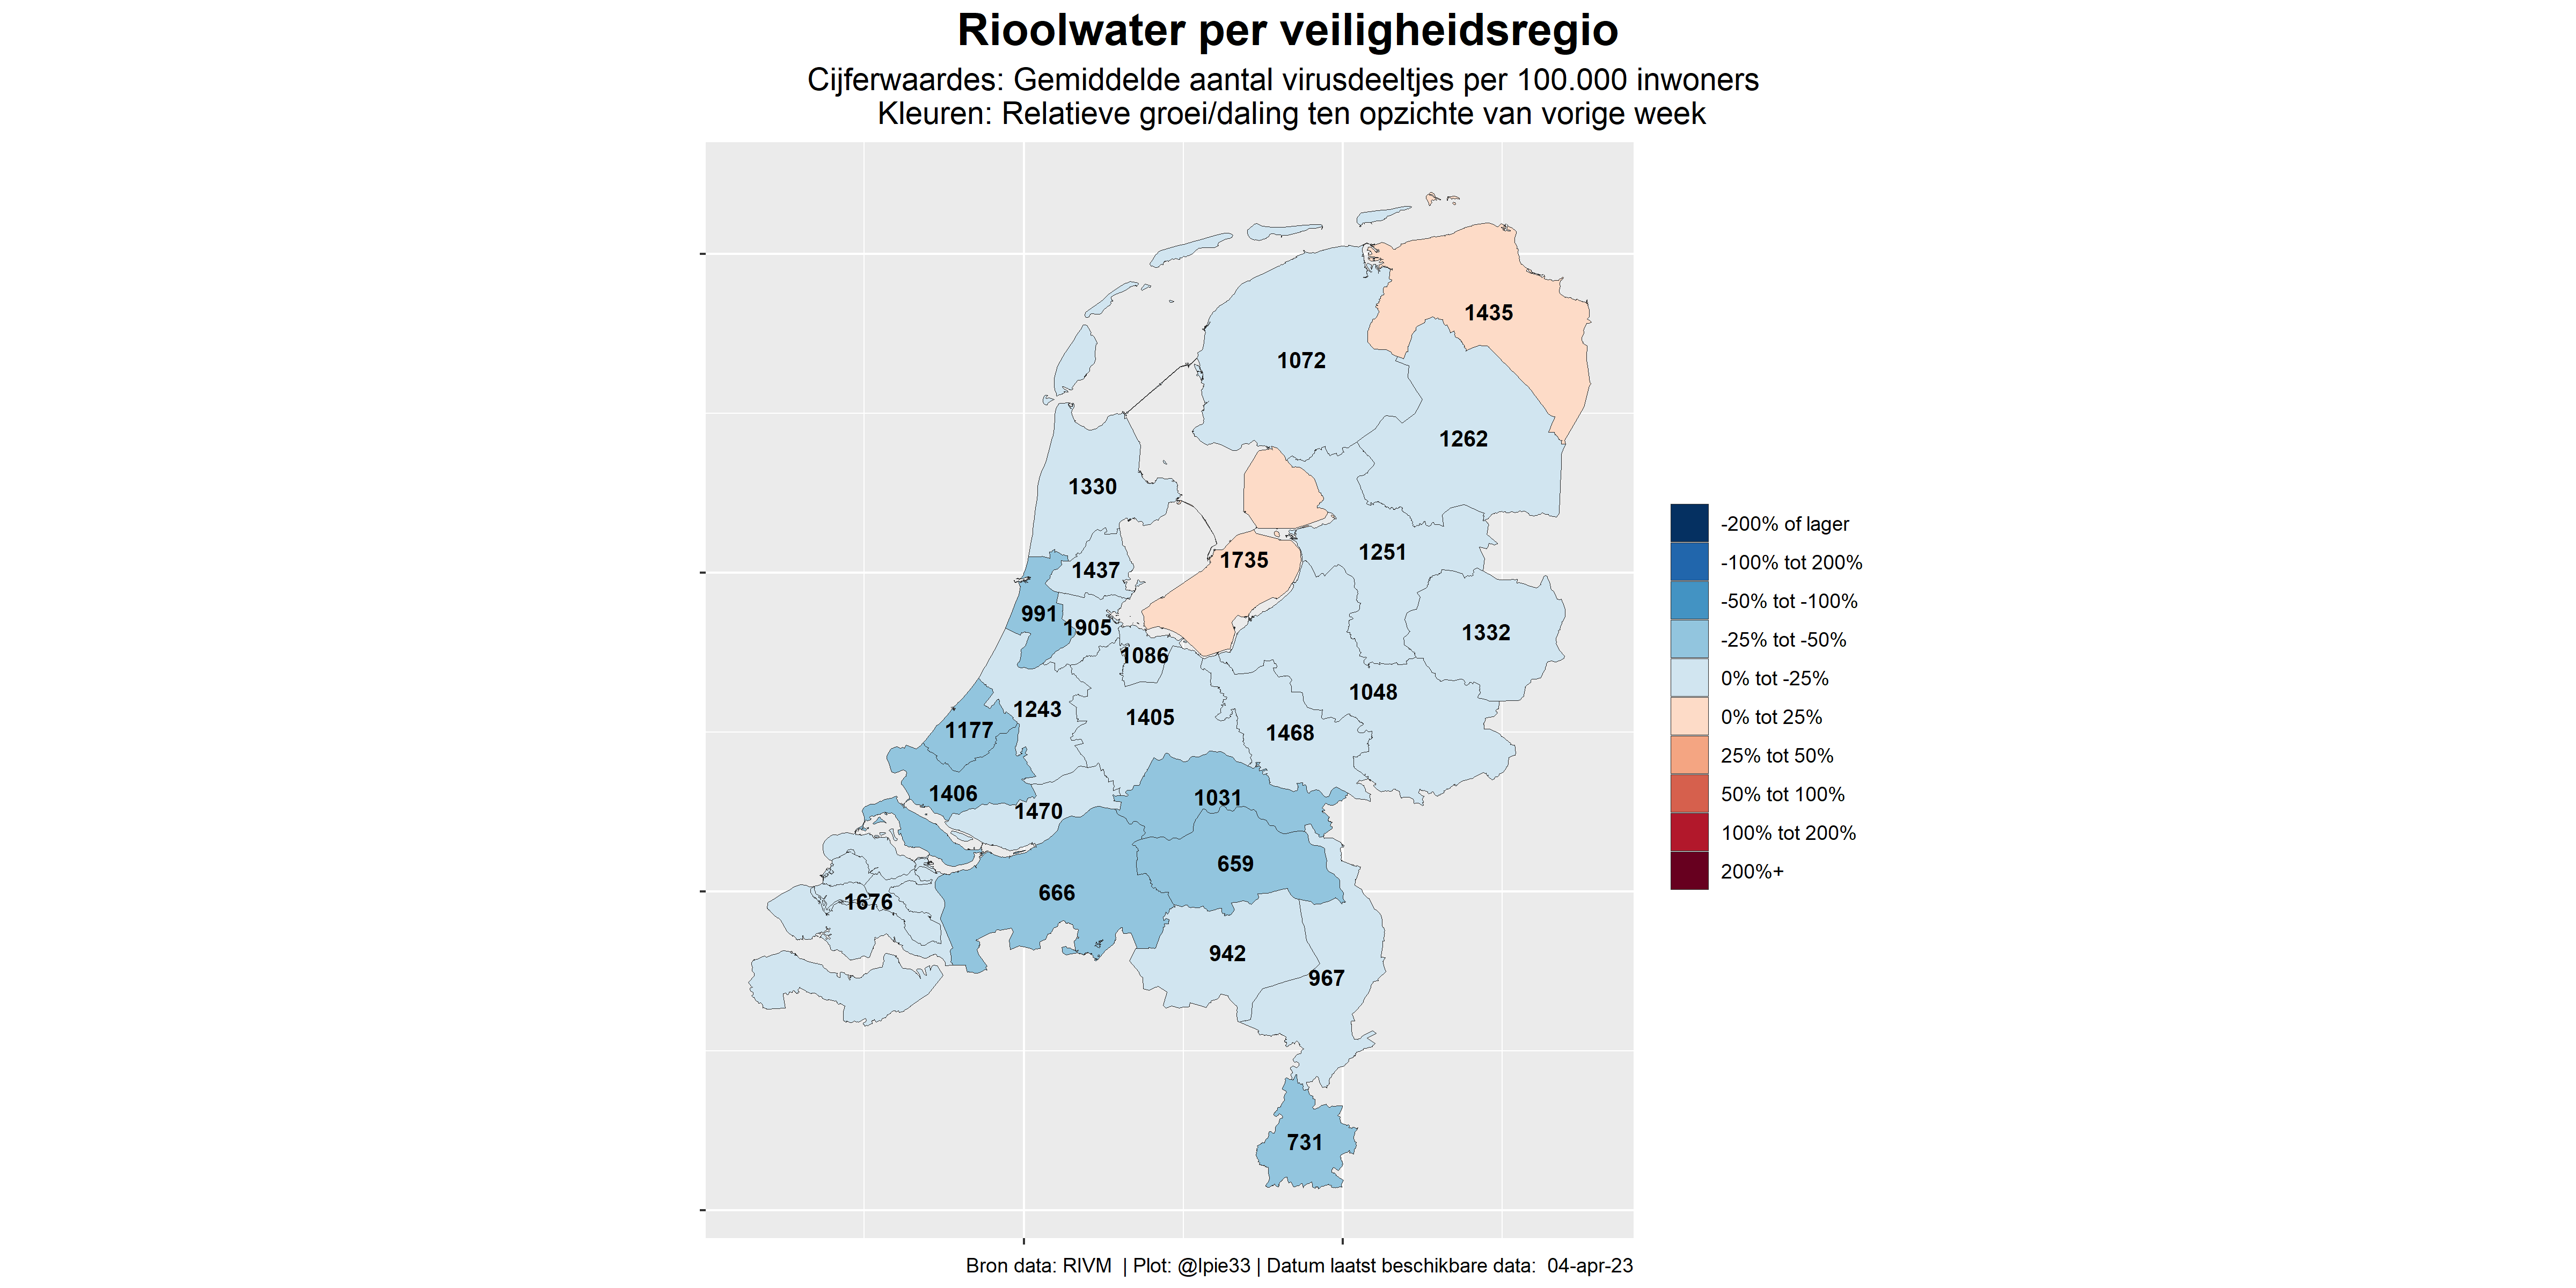 Rioolwater per veiligheidsregio
Cijferwaardes: Gemiddelde aantal virusdeeltjes per 100.000 inwoners
Kleuren: Relatieve groei/daling ten opzichte van vorige week
1435
1072
1262
1330
1251
1735
1437
991
1905
1332
1086
1048
1243
1405
1177
1468
1406
1031
1470
659
666
1676
942
967
731
-200% of lager
-100% tot 200%
-50% tot -100%
-25% tot -50%
0% tot -25%
0% tot 25%
25% tot 50%
50% tot 100%
100% tot 200%
200%+
Bron data: RIVM | Plot: @lpie33 | Datum laatst beschikbare data: 04-apr-23